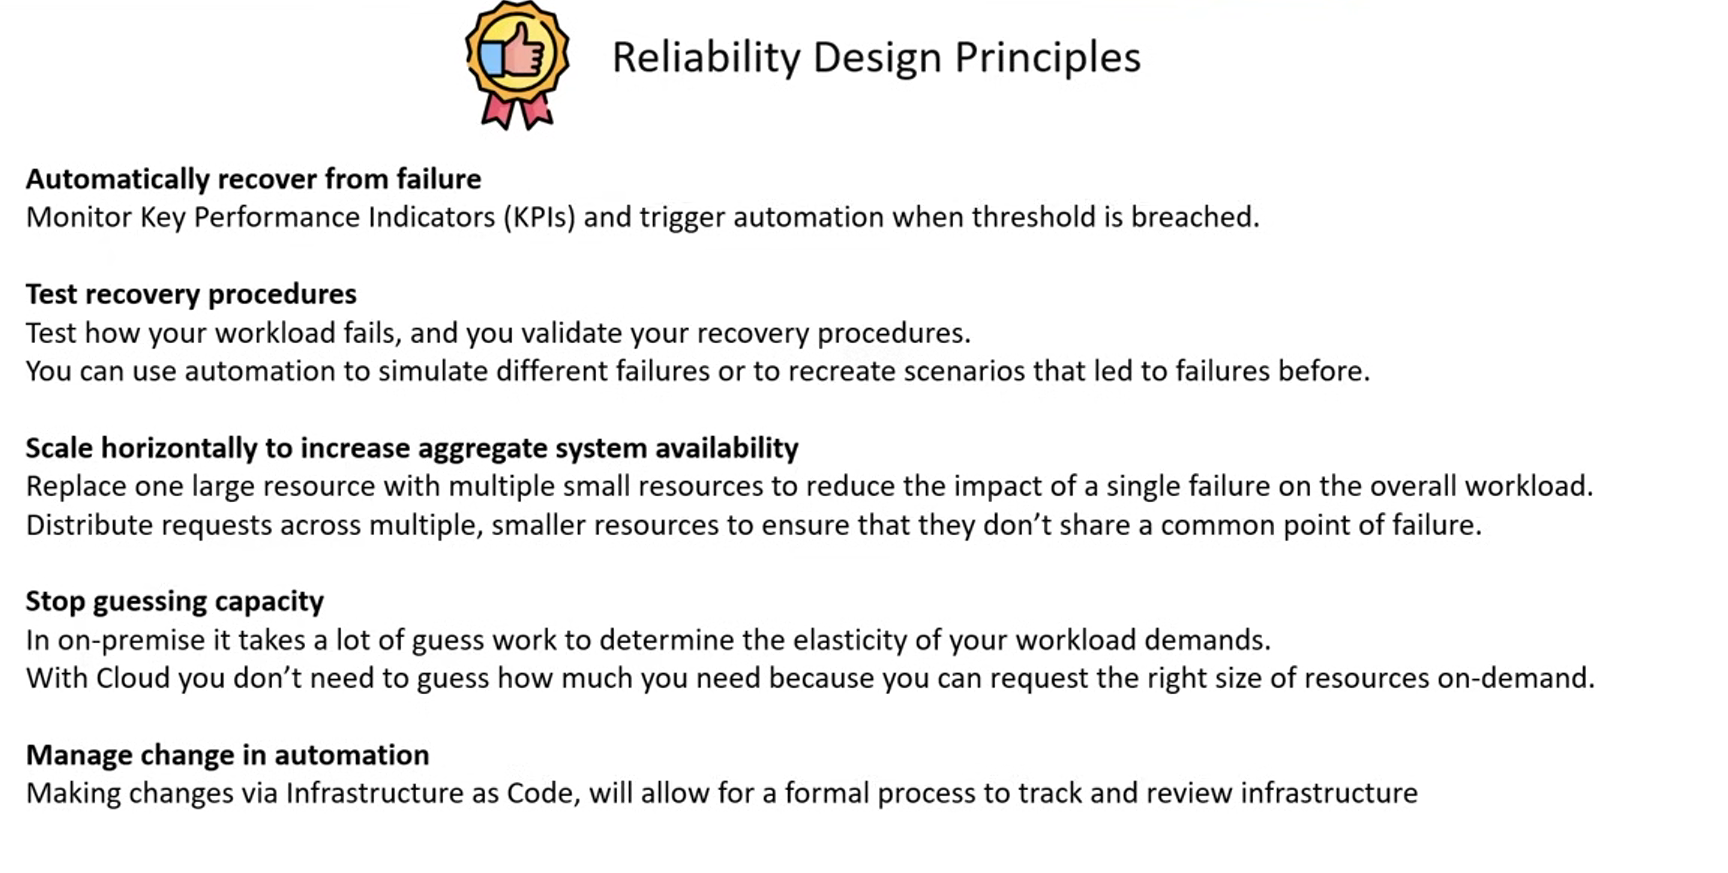 Reliability Design Principles
Automatically recover from failure
Monitor Key Performance Indicators (KPIs) and trigger automation when threshold is breached.
Test recovery procedures
Test how your workload fails, and you validate your recovery procedures.
You can use automation to simulate different failures or to recreate scenarios that led to failures before.
Scale horizontally to increase aggregate system availability
Replace one large resource with multiple small resources to reduce the impact of a single failure on the overall workload.
Distribute requests across multiple, smaller resources to ensure that they don’t share a common point of failure.
Stop guessing capacity
In on-premise it takes a lot of guess work to determine the elasticity of your workload demands.
With Cloud you don’t need to guess how much you need because you can request the right size of resources on-demand.
Manage change in automation
Making changes via Infrastructure as Code, will allow for a formal process to track and review infrastructure